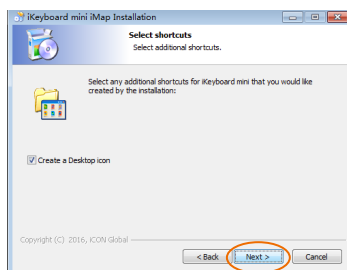 iKeyboard mini iMap Installation
Select shortcuts
Select additional shortcuts.
Select any additional shortcuts for iKeyboard mini that you would like
created by the installation:
Create a Desktop icon
Copyright (C) 2016, iCON Global
< Back
Next >
Cancel